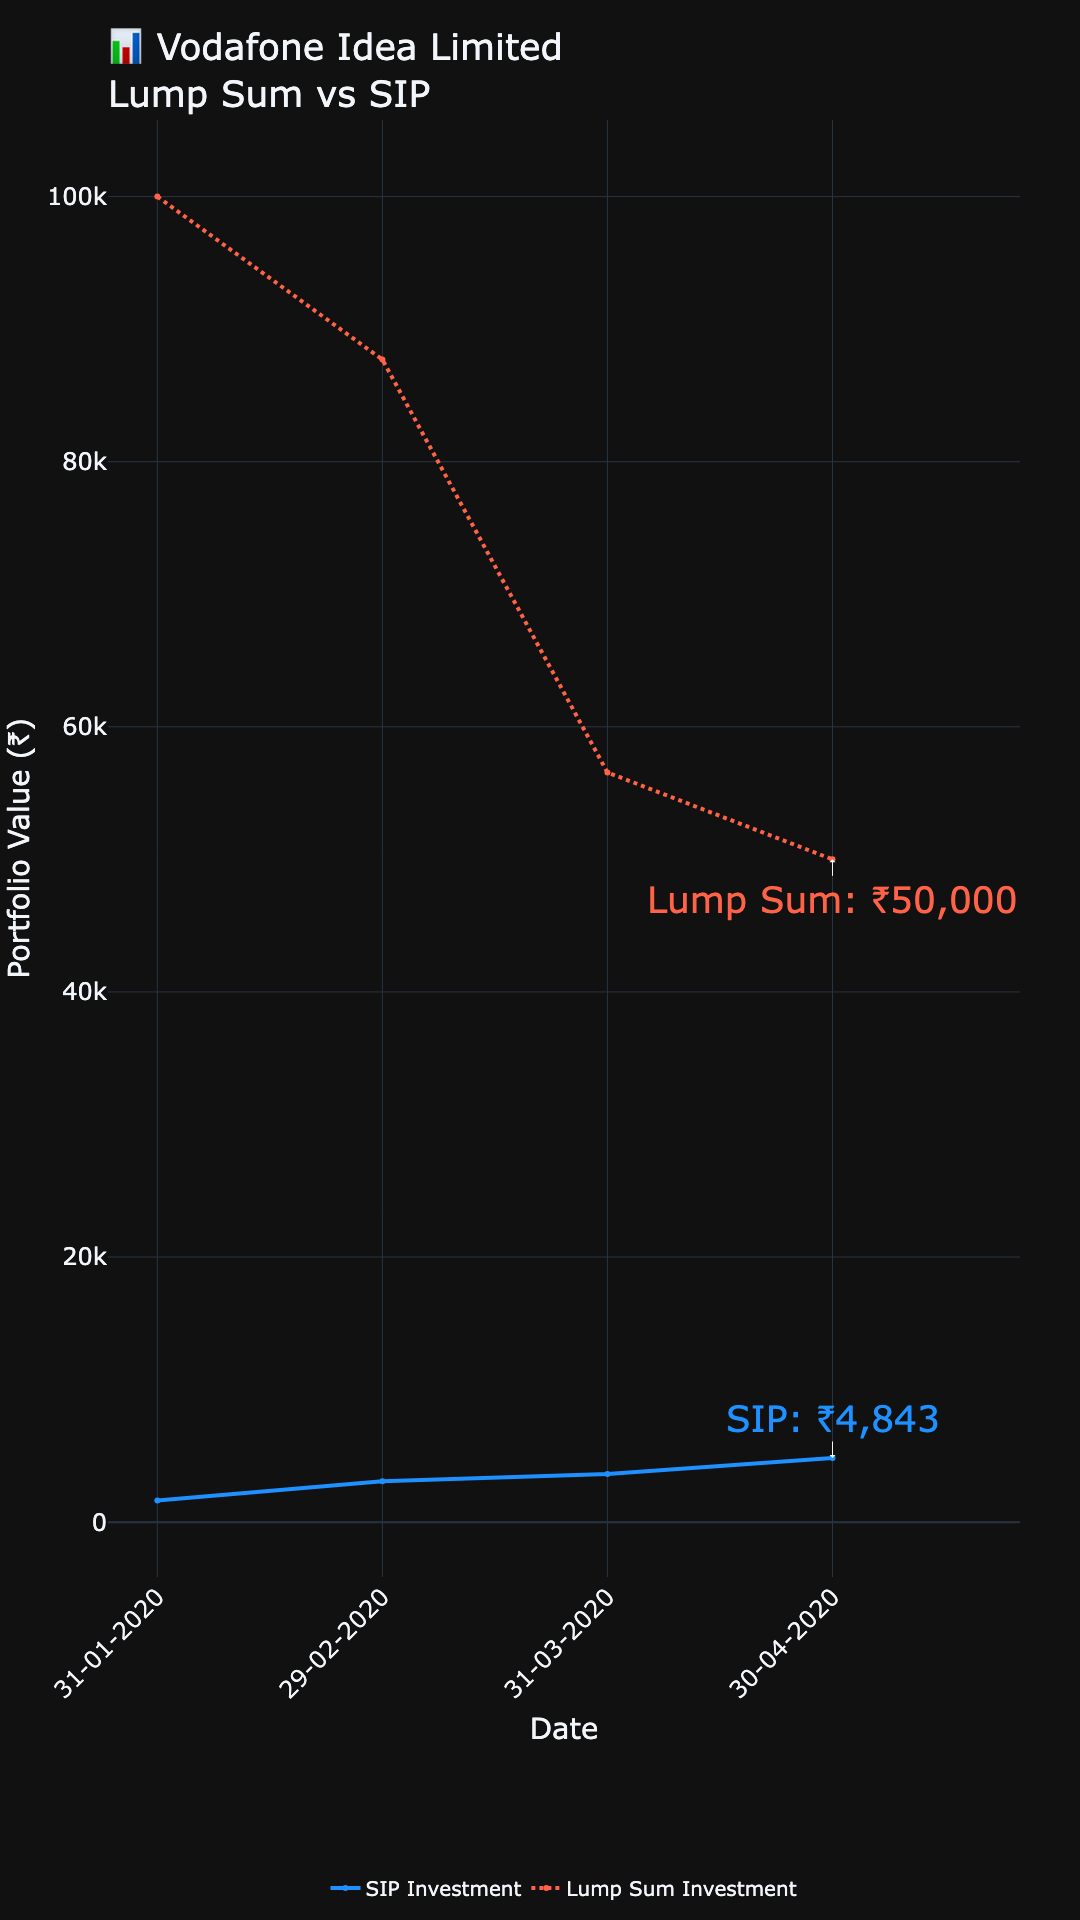 📊 Vodafone Idea Limited
Lump Sum vs SIP
100k
80k
60k
40k
20k
0
Portfolio Value (₹)
Lump Sum: ₹50,000
SIP: ₹4,843
31-01-2020
29-02-2020
31-03-2020
30-04-2020
Date
SIP Investment
Lump Sum Investment